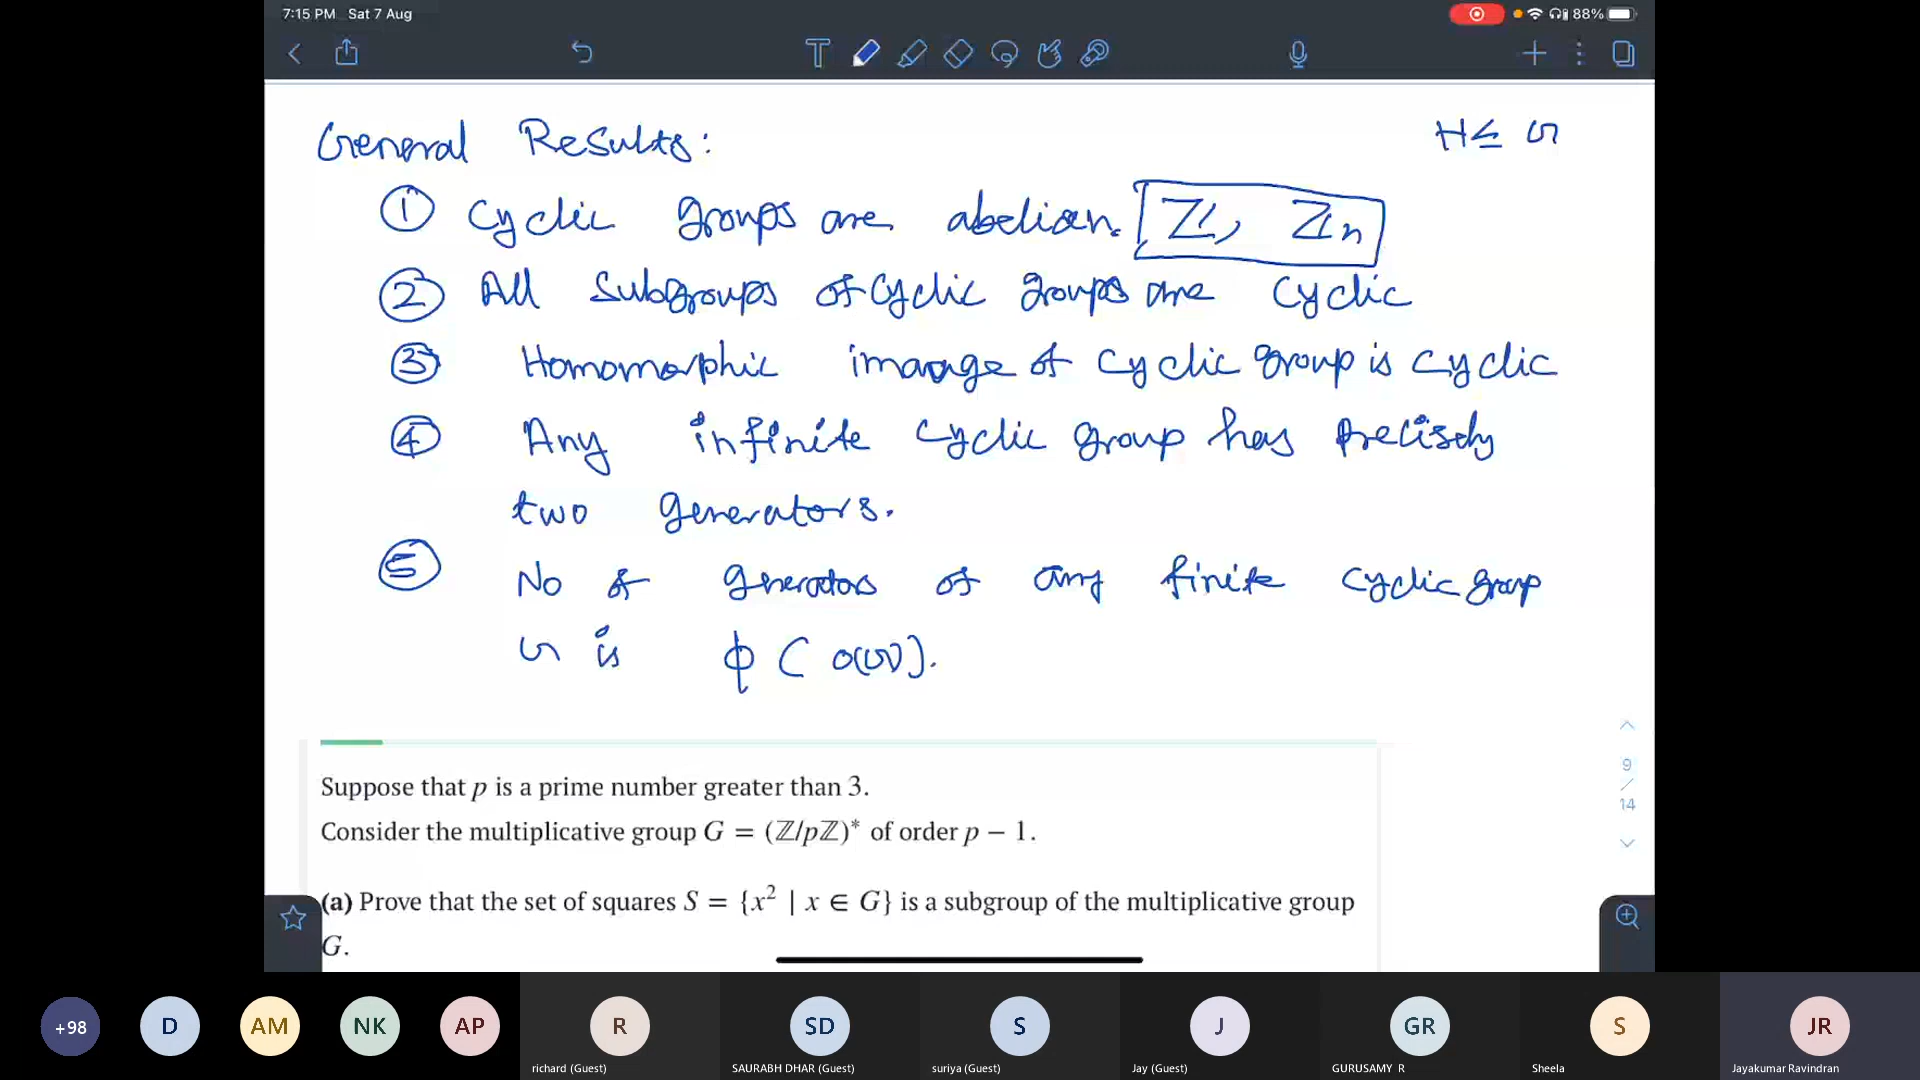 7:15 PM Sat 7 Aug
88%
General Results:
H ≤ G
① Cyclic groups are abelian. ℤ, ℤn
② All Subgroups of Cyclic groups are Cyclic
③ Homomorphic image of Cyclic group is Cyclic
④ Any infinite Cyclic group has precisely
two generators.
⑤ No of generators of any finite Cyclic group
G is ϕ(o(G)).
Suppose that p is a prime number greater than 3.
Consider the multiplicative group G = (ℤ/pℤ)* of order p − 1.
(a) Prove that the set of squares S = {x² | x ∈ G} is a subgroup of the multiplicative group
G.
9
/
14
+98
D
AM
NK
AP
R
SD
S
J
GR
S
JR
richard (Guest)
SAURABH DHAR (Guest)
suriya (Guest)
Jay (Guest)
GURUSAMY R
Sheela
Jayakumar Ravindran